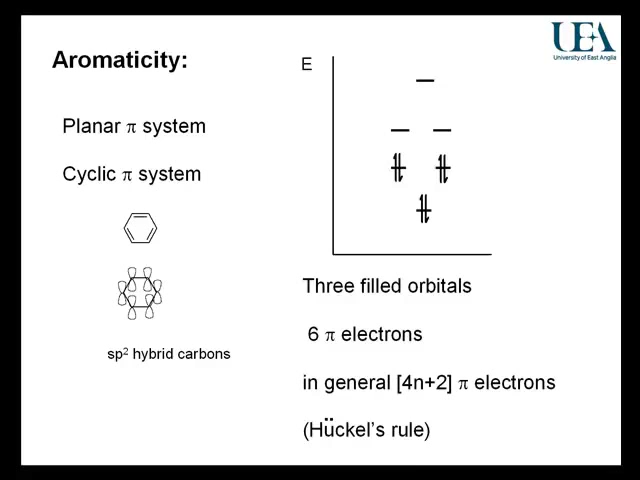 Aromaticity:
Planar π system
Cyclic π system
sp² hybrid carbons
E
UEA
University of East Anglia
Three filled orbitals
6 π electrons
in general [4n+2] π electrons
(Hückel's rule)